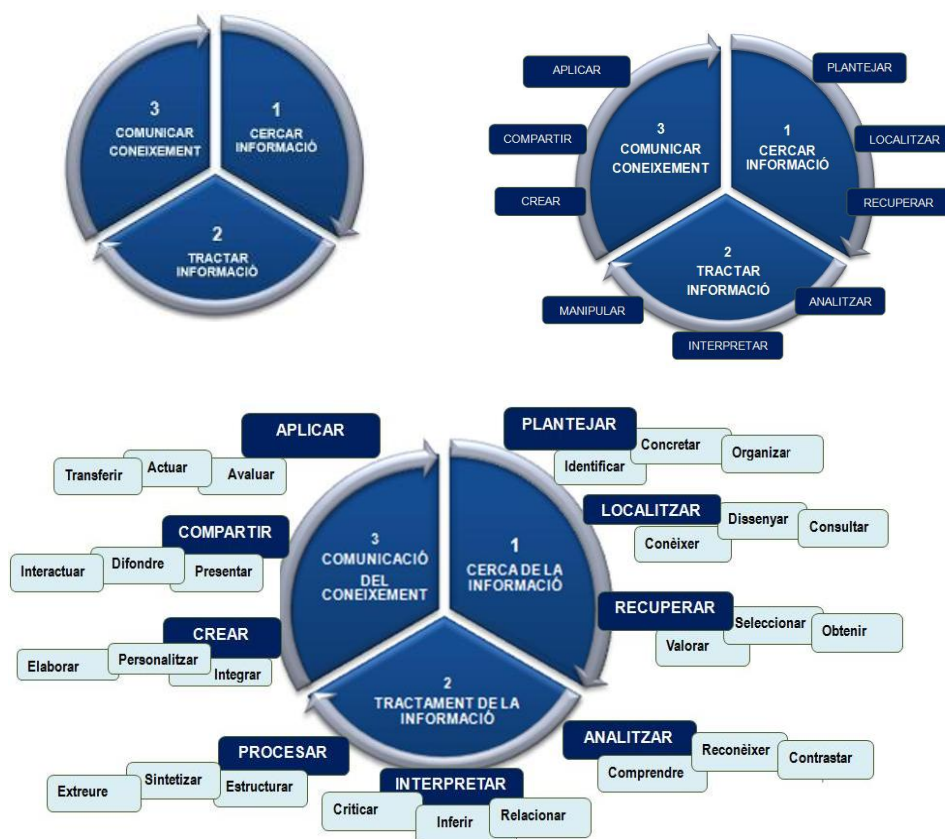 3
COMUNICAR
CONEIXEMENT
1
CERCAR
INFORMACIÓ
2
TRACTAR
INFORMACIÓ
APLICAR
COMPARTIR
CREAR
PLANTEJAR
LOCALITZAR
RECUPERAR
3
COMUNICAR
CONEIXEMENT
1
CERCAR
INFORMACIÓ
2
TRACTAR
INFORMACIÓ
MANIPULAR
INTERPRETAR
ANALITZAR
APLICAR
Transferir
Actuar
Avaluar
COMPARTIR
Interactuar
Difondre
Presentar
CREAR
Elaborar
Personalitzar
Integrar
PLANTEJAR
Identificar
Concretar
Organizar
LOCALITZAR
Conèixer
Dissenyar
Consultar
RECUPERAR
Valorar
Seleccionar
Obtenir
3
COMUNICACIÓ
DEL
CONEIXEMENT
1
CERCA DE LA
INFORMACIÓ
2
TRACTAMENT DE LA
INFORMACIÓ
PROCESAR
Extreure
Sintetizar
Estructurar
INTERPRETAR
Criticar
Inferir
Relacionar
ANALITZAR
Comprendre
Reconèixer
Contrastar